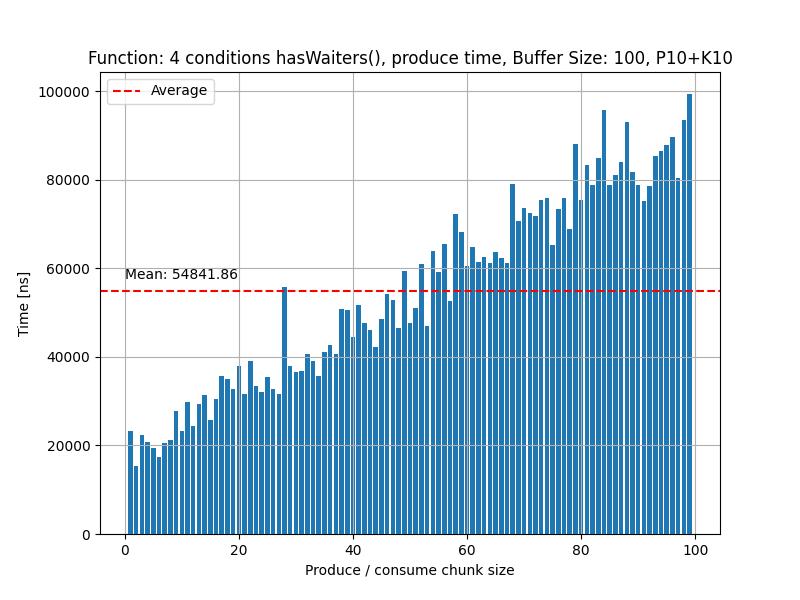 Function: 4 conditions hasWaiters(), produce time, Buffer Size: 100, P10+K10
Average
100000
80000
60000
40000
20000
0
Time [ns]
Mean: 54841.86
0 20 40 60 80 100
Produce / consume chunk size